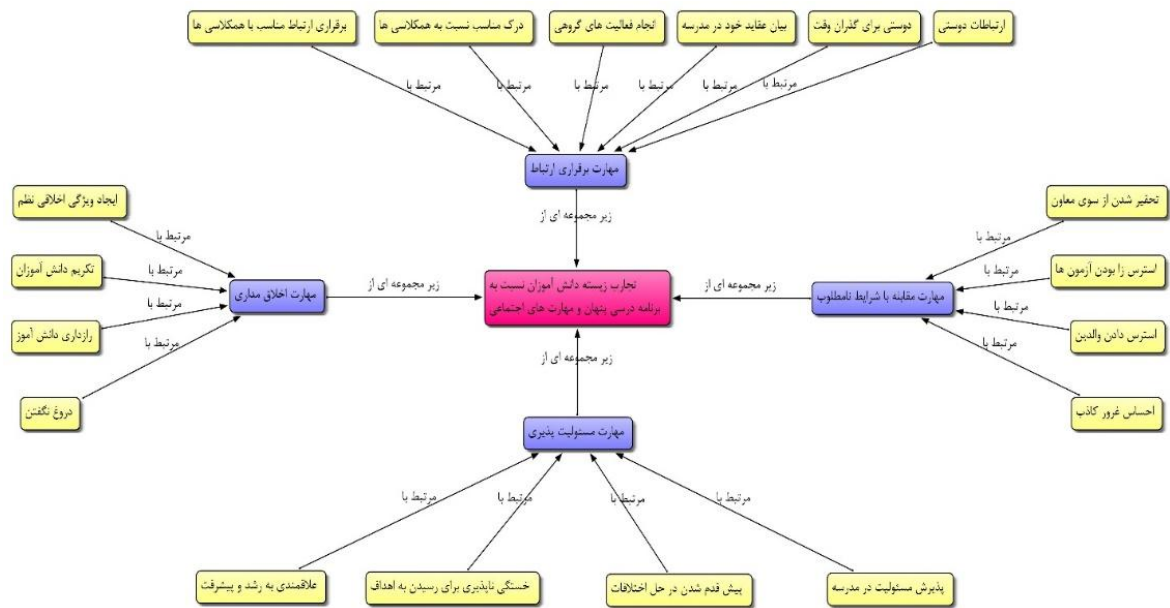 ارتباطات دوستی
دوستی برای گذران وقت
بیان عقاید خود در مدرسه
انجام فعالیت های گروهی
درک مناسب نسبت به همکلاسی ها
برقراری ارتباط مناسب با همکلاسی ها
مرتبط با
مرتبط با
مرتبط با
مرتبط با
مرتبط با
مرتبط با
مهارت برقراری ارتباط
زیر مجموعه ای از
تحقیر شدن از سوی معاون
مرتبط با
استرس زا بودن آزمون ها
مرتبط با
استرس دادن والدین
مرتبط با
احساس غرور کاذب
مرتبط با
مهارت مقابله با شرایط نامطلوب
زیر مجموعه ای از
تجارب زیسته دانش آموزان نسبت به
برنامه درسی پنهان و مهارت های اجتماعی
زیر مجموعه ای از
مهارت اخلاق مداری
ایجاد ویژگی اخلاقی نظم
مرتبط با
تکریم دانش آموزان
مرتبط با
رازداری دانش آموز
مرتبط با
دروغ نگفتن
مرتبط با
زیر مجموعه ای از
مهارت مسئولیت پذیری
مرتبط با
مرتبط با
مرتبط با
مرتبط با
پذیرش مسئولیت در مدرسه
پیش قدم شدن در حل اختلافات
خستگی ناپذیری برای رسیدن به اهداف
علاقمندی به رشد و پیشرفت